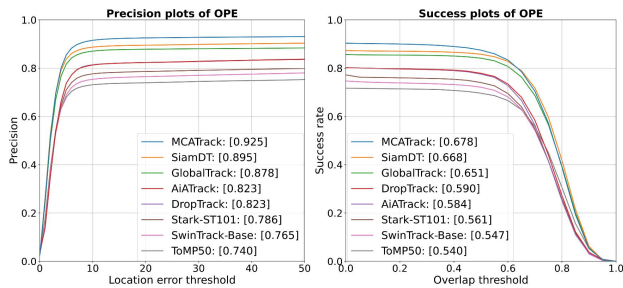 Precision plots of OPE
1.0
0.8
0.6
0.4
0.2
0.0
Precision
MCATrack: [0.925]
SiamDT: [0.895]
GlobalTrack: [0.878]
AiATrack: [0.823]
DropTrack: [0.823]
Stark-ST101: [0.786]
SwinTrack-Base: [0.765]
ToMP50: [0.740]
0 10 20 30 40 50
Location error threshold
Success plots of OPE
1.0
0.8
0.6
0.4
0.2
0.0
Success rate
MCATrack: [0.678]
SiamDT: [0.668]
GlobalTrack: [0.651]
DropTrack: [0.590]
AiATrack: [0.584]
Stark-ST101: [0.561]
SwinTrack-Base: [0.547]
ToMP50: [0.540]
0.0 0.2 0.4 0.6 0.8 1.0
Overlap threshold